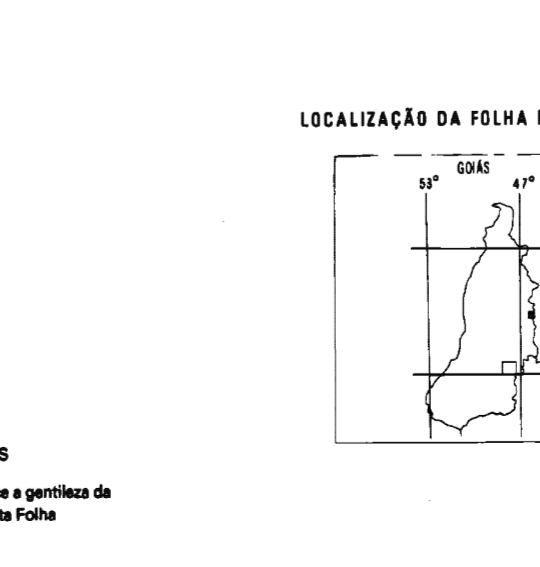 LOCALIZAÇÃO DA FOLHA
GOIÁS
53° 47°
S
e a gentileza da
ta Folha